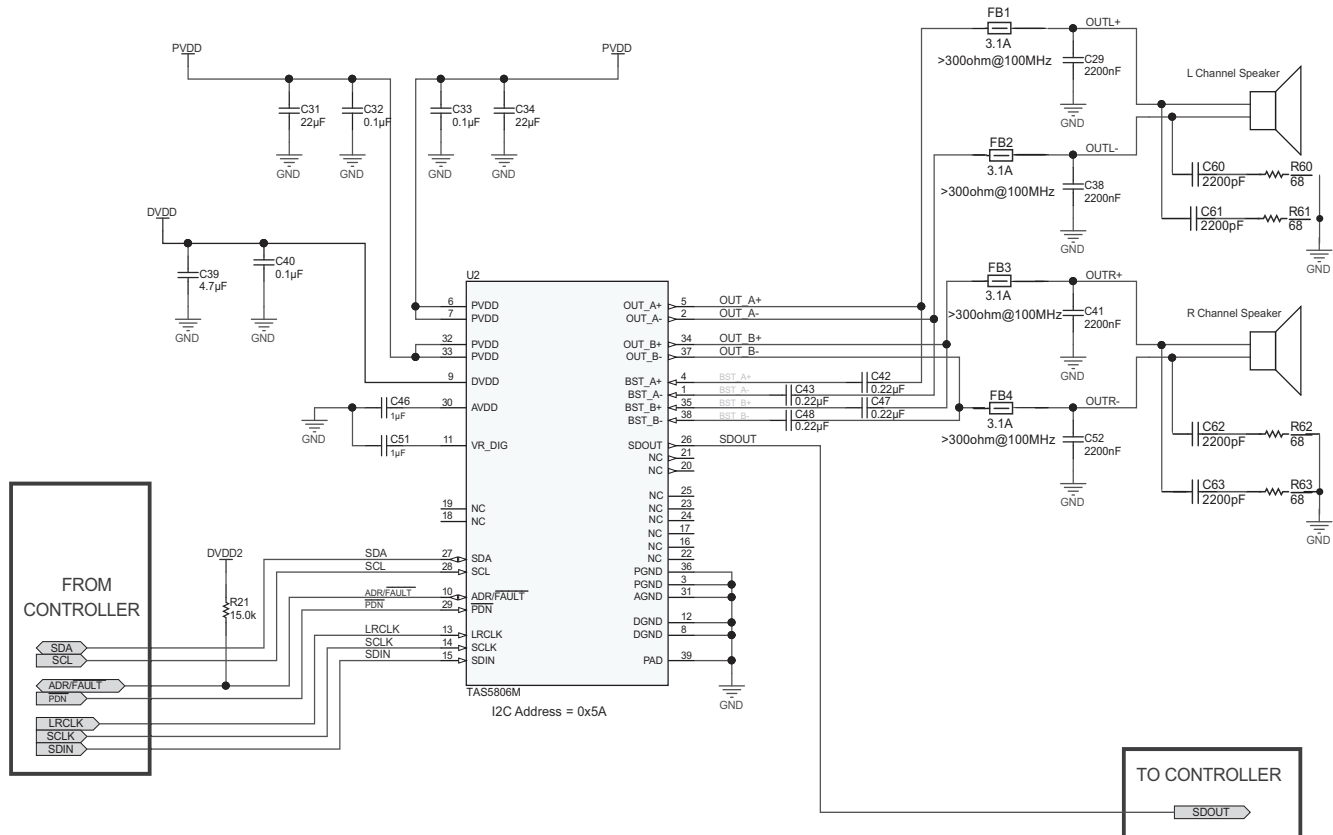 PVDD
C31
22µF
C32
0.1µF
GND
GND
PVDD
C33
0.1µF
C34
22µF
GND
GND
DVDD
C39
4.7µF
C40
0.1µF
GND
GND
FB1
3.1A
>300ohm@100MHz
OUTL+
C29
2200nF
GND
L Channel Speaker
FB2
3.1A
>300ohm@100MHz
OUTL-
C38
2200nF
GND
C60
2200pF
R60
68
C61
2200pF
R61
68
GND
FB3
3.1A
>300ohm@100MHz
OUTR+
C41
2200nF
GND
R Channel Speaker
FB4
3.1A
>300ohm@100MHz
OUTR-
C52
2200nF
GND
C62
2200pF
R62
68
C63
2200pF
R63
68
GND
U2
6 PVDD
7 PVDD
32 PVDD
33 PVDD
9 DVDD
30 AVDD
11 VR_DIG
19 NC
18 NC
27 SDA
28 SCL
10 ADR/FAULT
29 PDN
13 LRCLK
14 SCLK
15 SDIN
OUT_A+ 5 OUT_A+
OUT_A- 2 OUT_A-
OUT_B+ 34 OUT_B+
OUT_B- 37 OUT_B-
BST_A+ 4 BST_A+
BST_A- 1 BST_A-
BST_B+ 35 BST_B+
BST_B- 38 BST_B-
SDOUT 26 SDOUT
NC 21
NC 20
NC 25
NC 23
NC 24
NC 17
NC 16
NC 22
PGND 36
PGND 3
AGND 31
DGND 12
DGND 8
PAD 39
GND
C42
0.22µF
C43
0.22µF
C47
0.22µF
C48
0.22µF
C46
1µF
C51
1µF
GND
TAS5806M
I2C Address = 0x5A
DVDD2
R21
15.0k
SDA
SCL
ADR/FAULT
PDN
LRCLK
SCLK
SDIN
FROM
CONTROLLER
SDA
SCL
ADR/FAULT
PDN
LRCLK
SCLK
SDIN
TO CONTROLLER
SDOUT